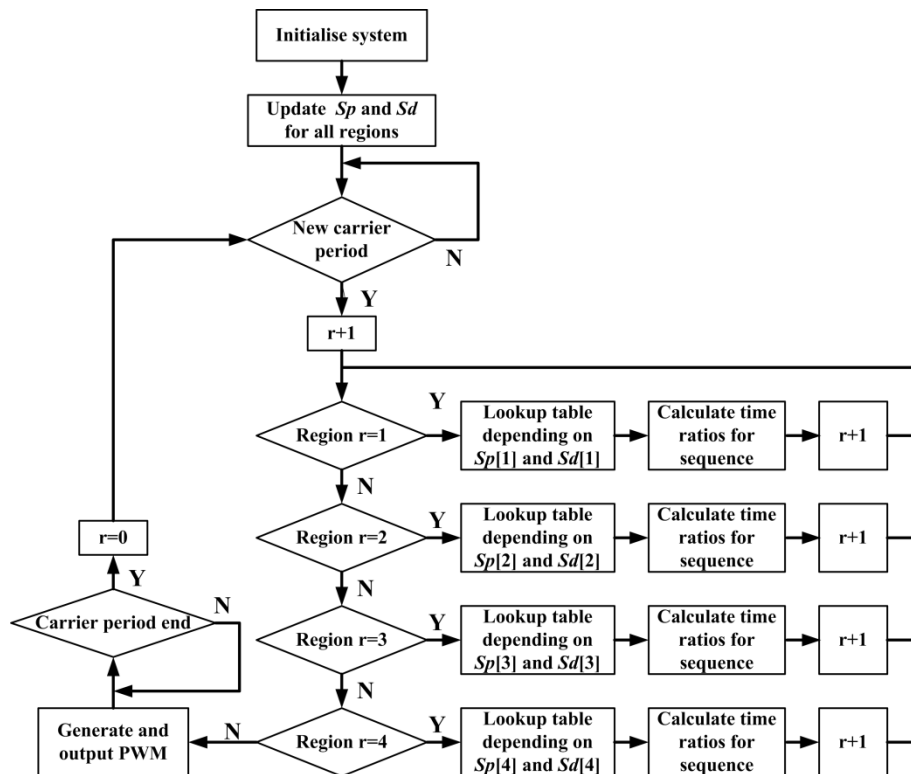 Initialise system
Update Sp and Sd
for all regions
New carrier
period
N
Y
r+1
Region r=1
Y
Lookup table
depending on
Sp[1] and Sd[1]
Calculate time
ratios for
sequence
r+1
N
Region r=2
Y
Lookup table
depending on
Sp[2] and Sd[2]
Calculate time
ratios for
sequence
r+1
N
Region r=3
Y
Lookup table
depending on
Sp[3] and Sd[3]
Calculate time
ratios for
sequence
r+1
N
Region r=4
Y
Lookup table
depending on
Sp[4] and Sd[4]
Calculate time
ratios for
sequence
r+1
N
Generate and
output PWM
Carrier period end
N
Y
r=0